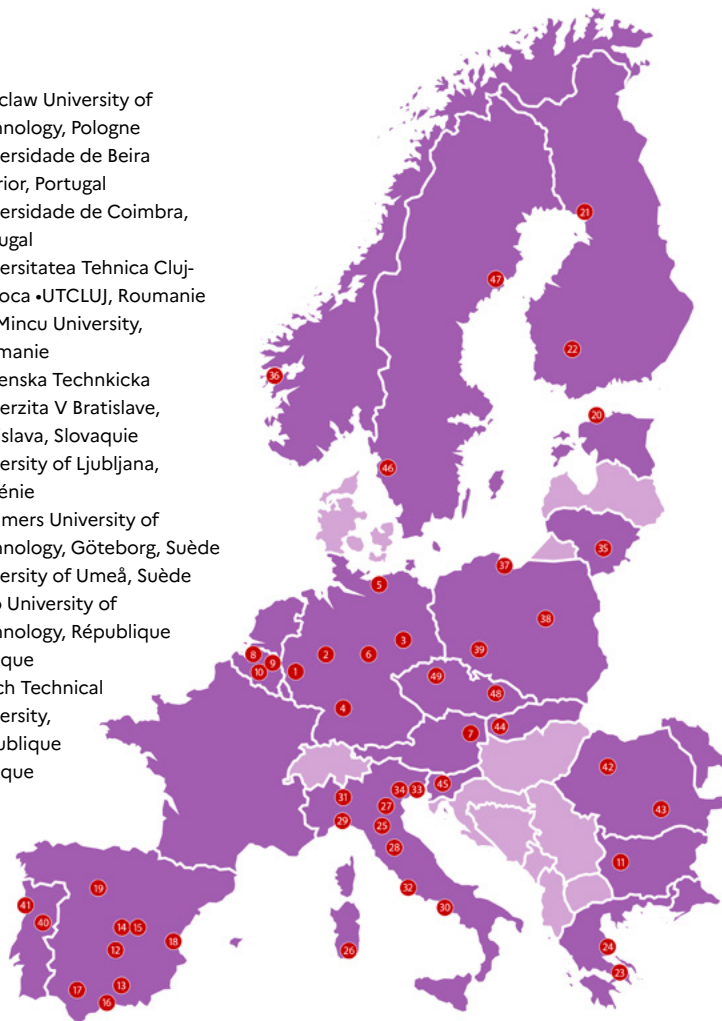 claw University of
hnology, Pologne
ersidade de Beira
rior, Portugal
ersidade de Coimbra,
ugal
ersitatea Tehnica Cluj-
oca •UTCLUJ, Roumanie
Mincu University,
manie
enska Technkicka
erzita V Bratislave,
slava, Slovaquie
ersity of Ljubljana,
énie
mers University of
hnology, Göteborg, Suède
ersity of Umeå, Suède
o University of
hnology, République
que
ch Technical
ersity,
ublique
que
21
47
22
36
20
46
35
37
5
38
3
39
8
2
6
9
10
1
49
48
4
44
7
42
45
34
33
31
27
43
29
25
28
11
19
32
41
30
40
14
15
18
24
12
26
23
13
17
16